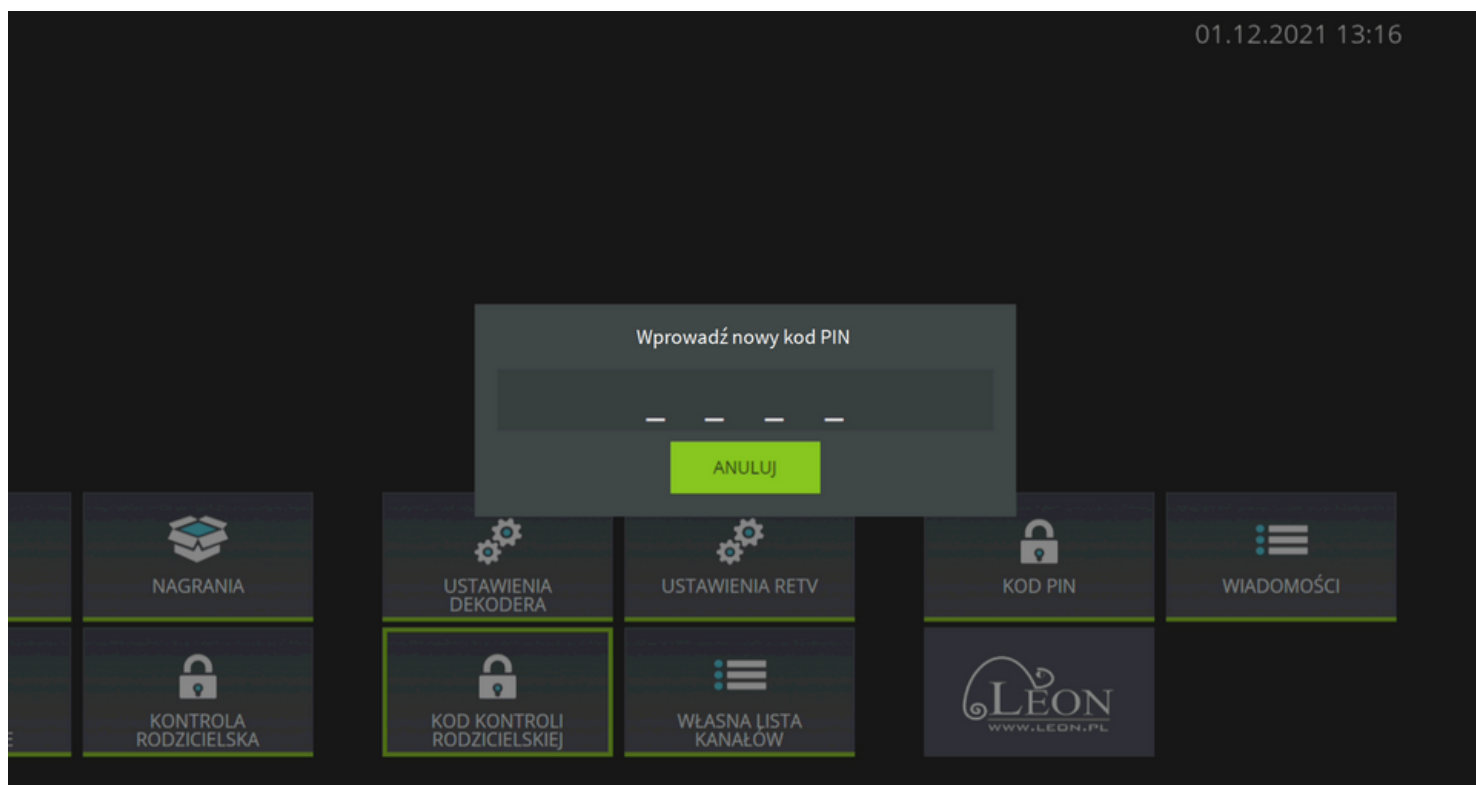 01.12.2021 13:16
Wprowadź nowy kod PIN
_ _ _ _
ANULUJ
NAGRANIA
USTAWIENIA
DEKODERA
USTAWIENIA RETV
KOD PIN
WIADOMOŚCI
KONTROLA
RODZICIELSKA
KOD KONTROLI
RODZICIELSKIEJ
WŁASNA LISTA
KANAŁÓW
LEON
WWW.LEON.PL